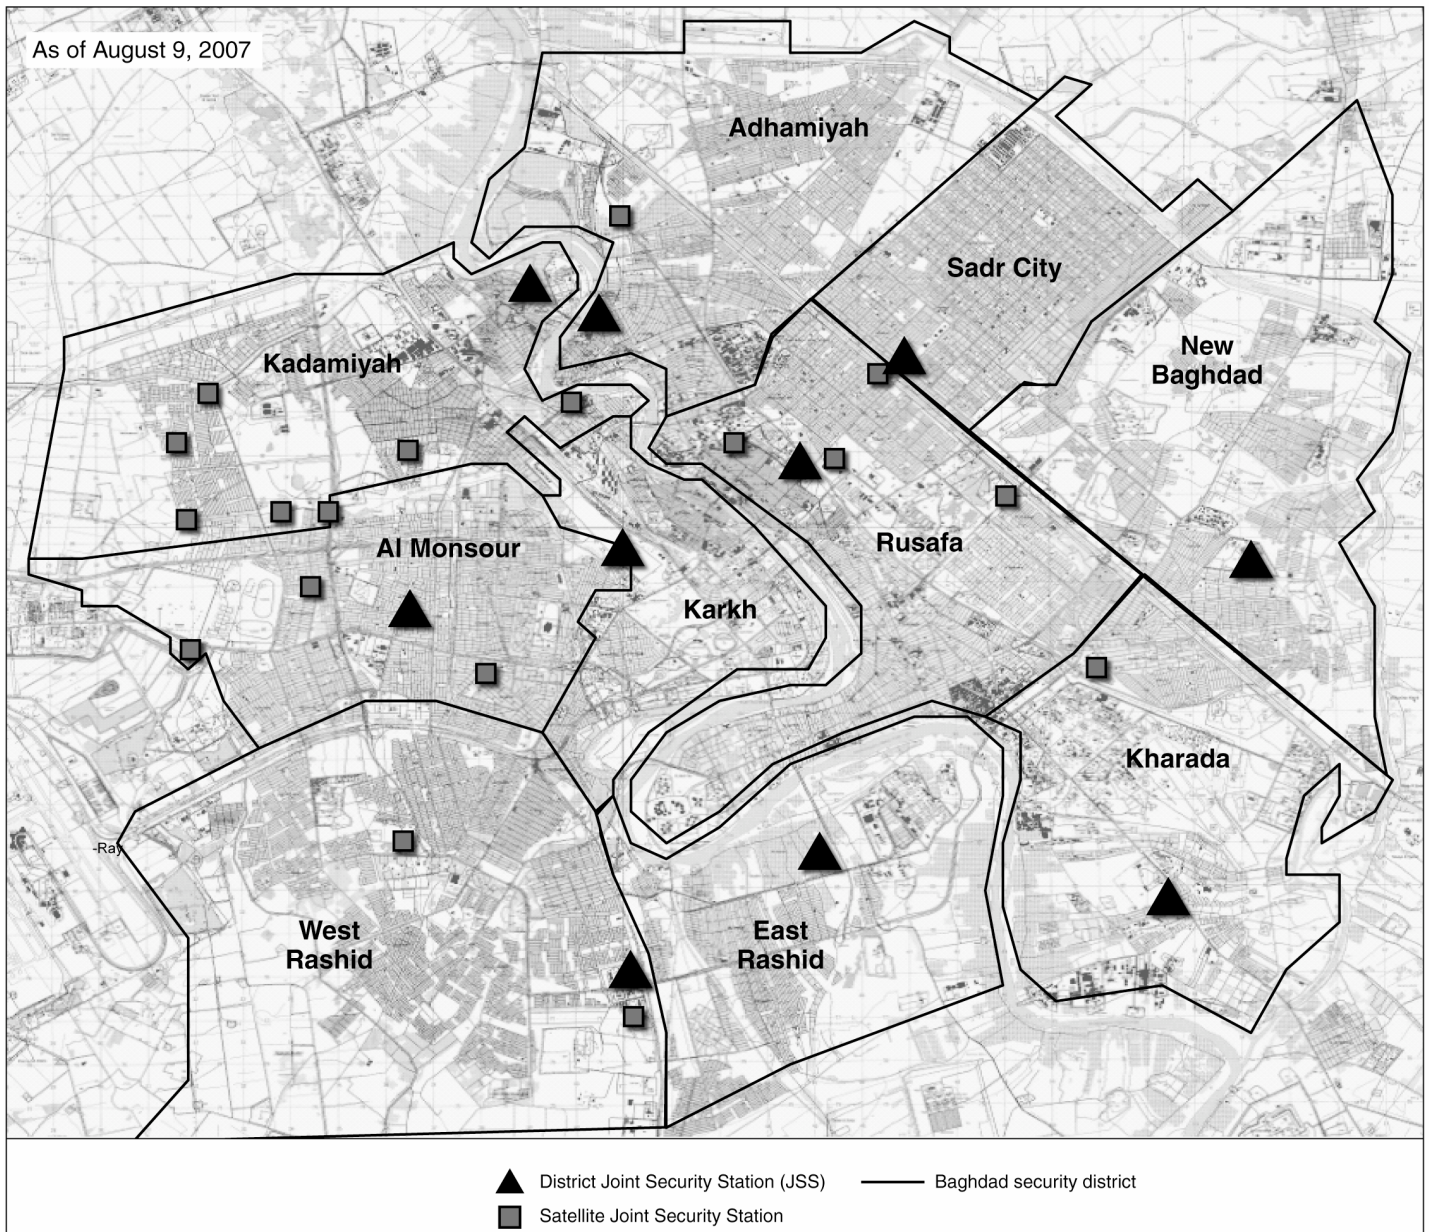 As of August 9, 2007
Adhamiyah
Sadr City
New
Baghdad
Kadamiyah
Al Monsour
Rusafa
Karkh
Kharada
-Ray
West
Rashid
East
Rashid
District Joint Security Station (JSS)
Baghdad security district
Satellite Joint Security Station